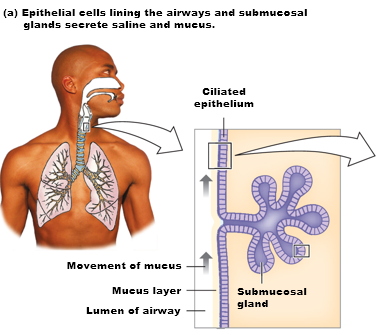 (a) Epithelial cells lining the airways and submucosal
glands secrete saline and mucus.
Ciliated
epithelium
Movement of mucus
Mucus layer
Lumen of airway
Submucosal
gland